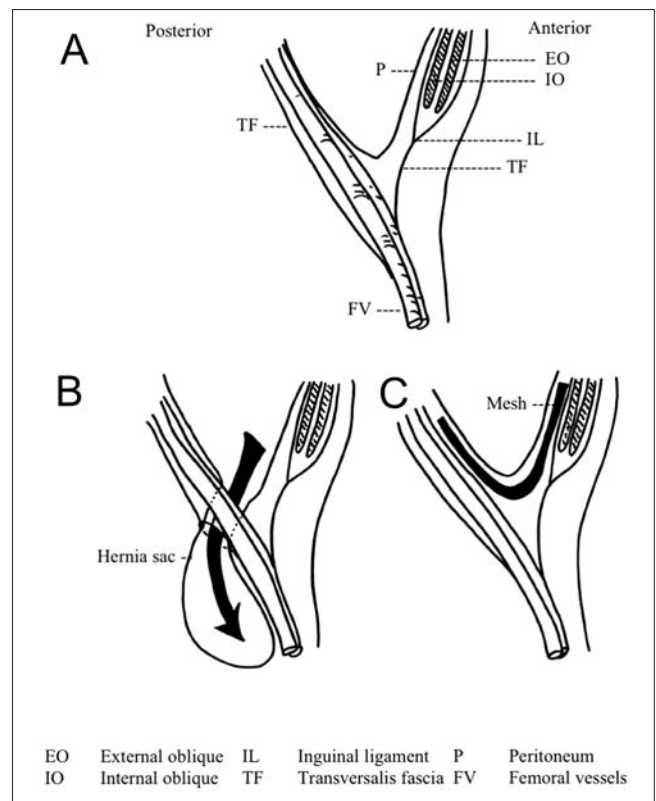 A
Posterior
Anterior
P
EO
IO
TF
IL
TF
FV
B
C
Mesh
Hernia sac
EO External oblique IL Inguinal ligament P Peritoneum
IO Internal oblique TF Transversalis fascia FV Femoral vessels